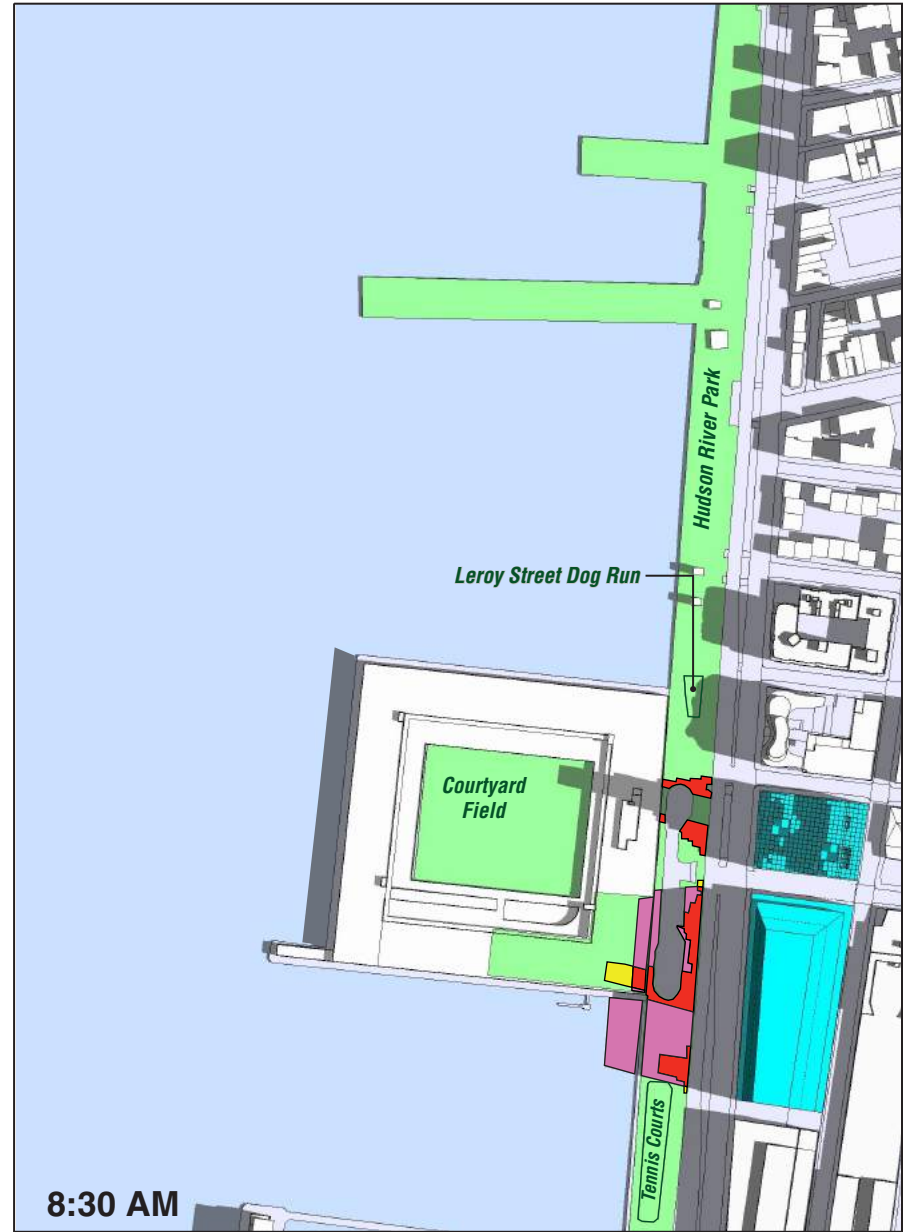 Hudson River Park
Leroy Street Dog Run
Courtyard
Field
Tennis Courts
8:30 AM